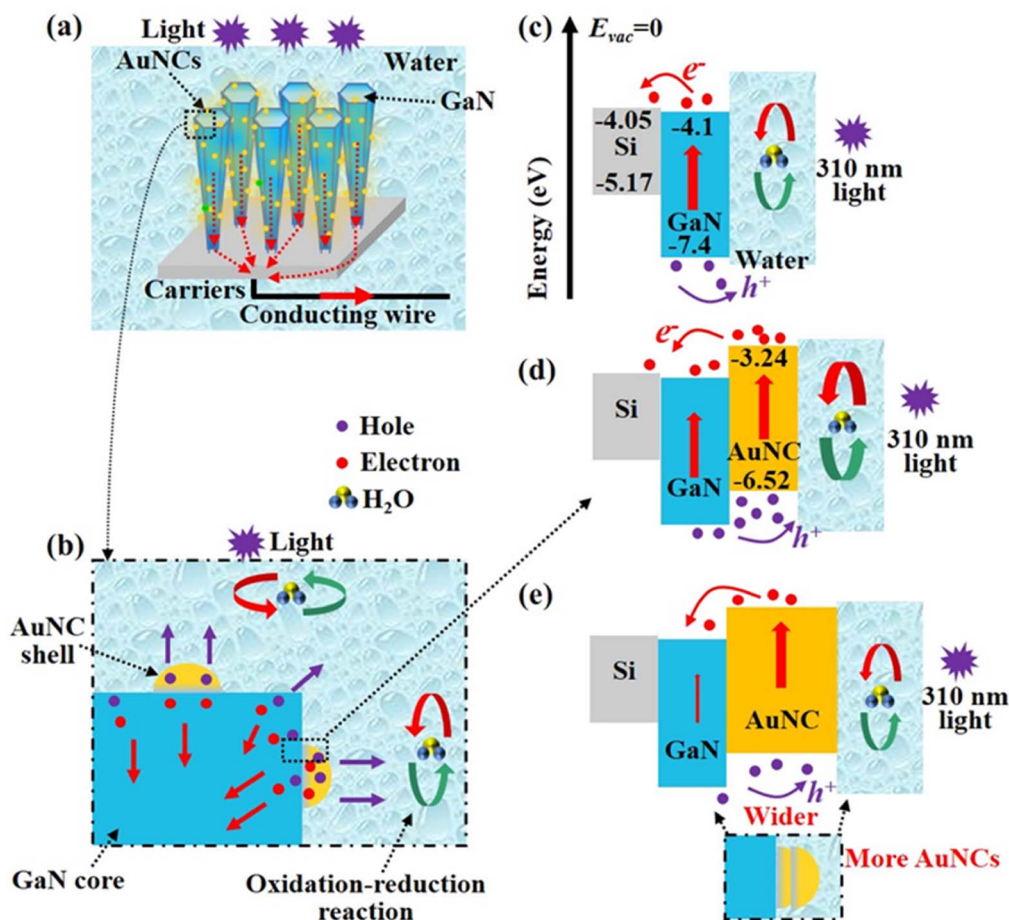 (a)
Light
AuNCs
Water
GaN
Carriers
Conducting wire
Hole
Electron
H₂O
(b)
Light
AuNC
shell
GaN core
Oxidation-reduction
reaction
(c)
E_vac=0
Energy (eV)
e⁻
-4.05
Si
-5.17
-4.1
GaN
-7.4
h⁺
Water
310 nm
light
(d)
e⁻
Si
GaN
-3.24
AuNC
-6.52
h⁺
310 nm
light
(e)
Si
GaN
AuNC
h⁺
310 nm
light
Wider
More AuNCs